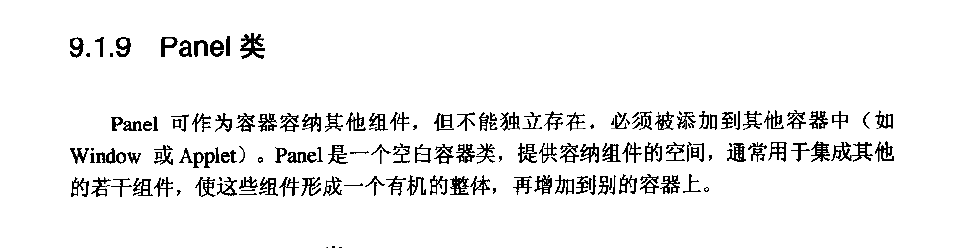 9.1.9 Panel 类
Panel 可作为容器容纳其他组件，但不能独立存在．必须被添加到其他容器中（如
Window 或 Applet）。Panel 是一个空白容器类，提供容纳组件的空间，通常用于集成其他
的若干组件，使这些组件形成一个有机的整体，再增加到别的容器上。